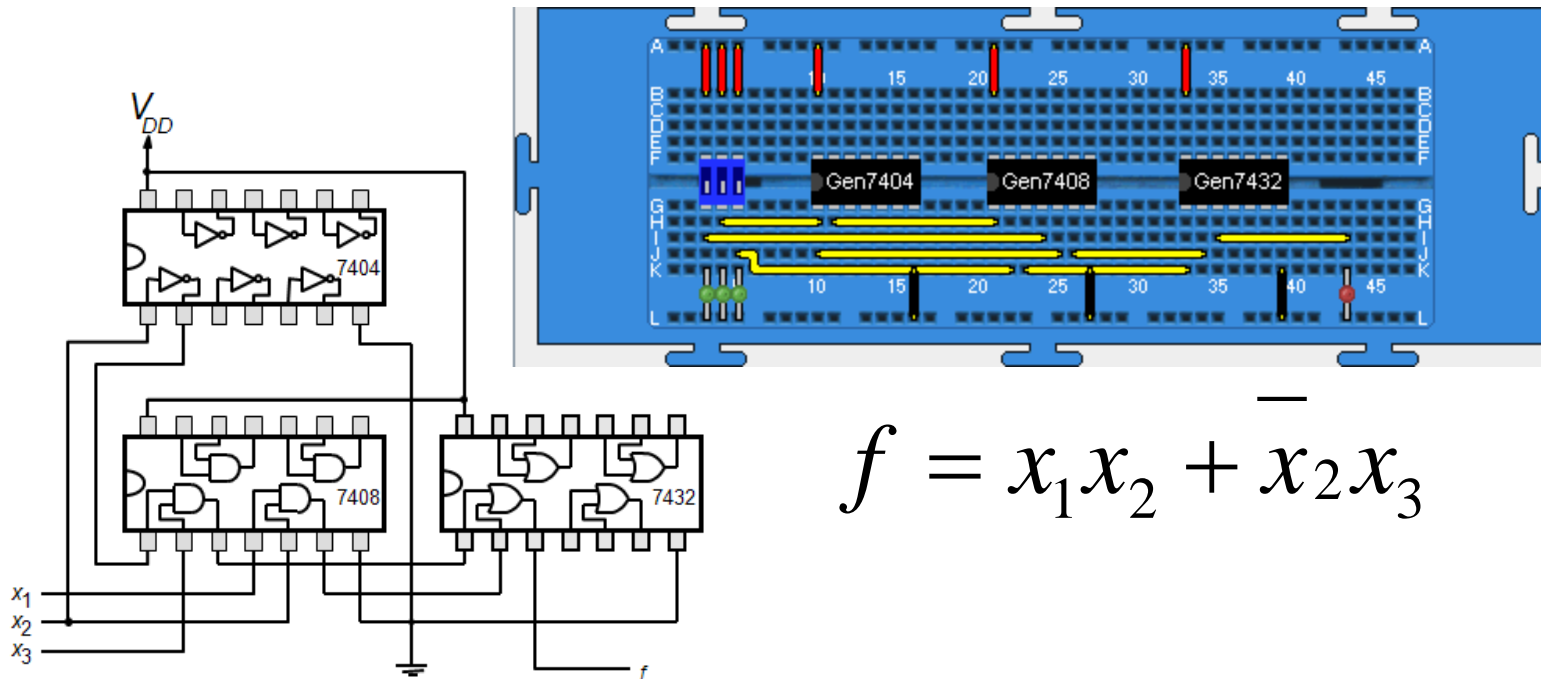 A A
10 15 20 25 30 35 40 45
B B
C C
D D
E E
F F
Gen7404 Gen7408 Gen7432
G G
H H
I I
J J
K K
10 15 20 25 30 35 40 45
L L
V_DD
7404
7408
7432
x1
x2
x3
f
f = x₁x₂ + x̅₂x₃